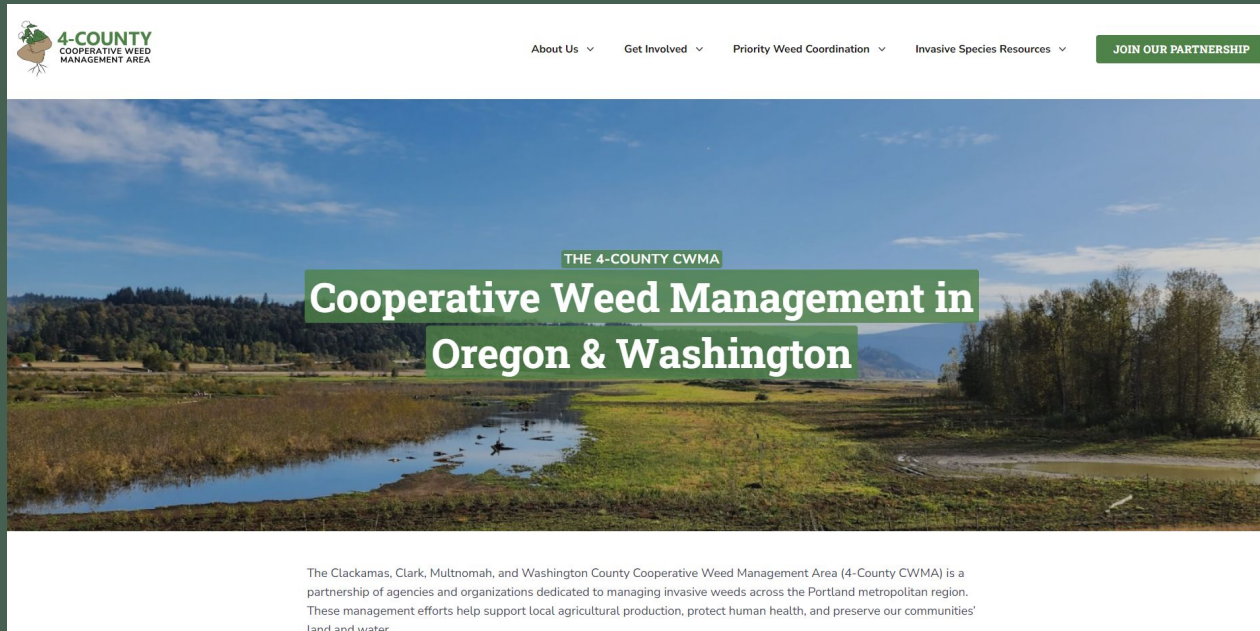 4-COUNTY
COOPERATIVE WEED
MANAGEMENT AREA
About Us
Get Involved
Priority Weed Coordination
Invasive Species Resources
JOIN OUR PARTNERSHIP
THE 4-COUNTY CWMA
Cooperative Weed Management in
Oregon & Washington
The Clackamas, Clark, Multnomah, and Washington County Cooperative Weed Management Area (4-County CWMA) is a
partnership of agencies and organizations dedicated to managing invasive weeds across the Portland metropolitan region.
These management efforts help support local agricultural production, protect human health, and preserve our communities'
land and water.